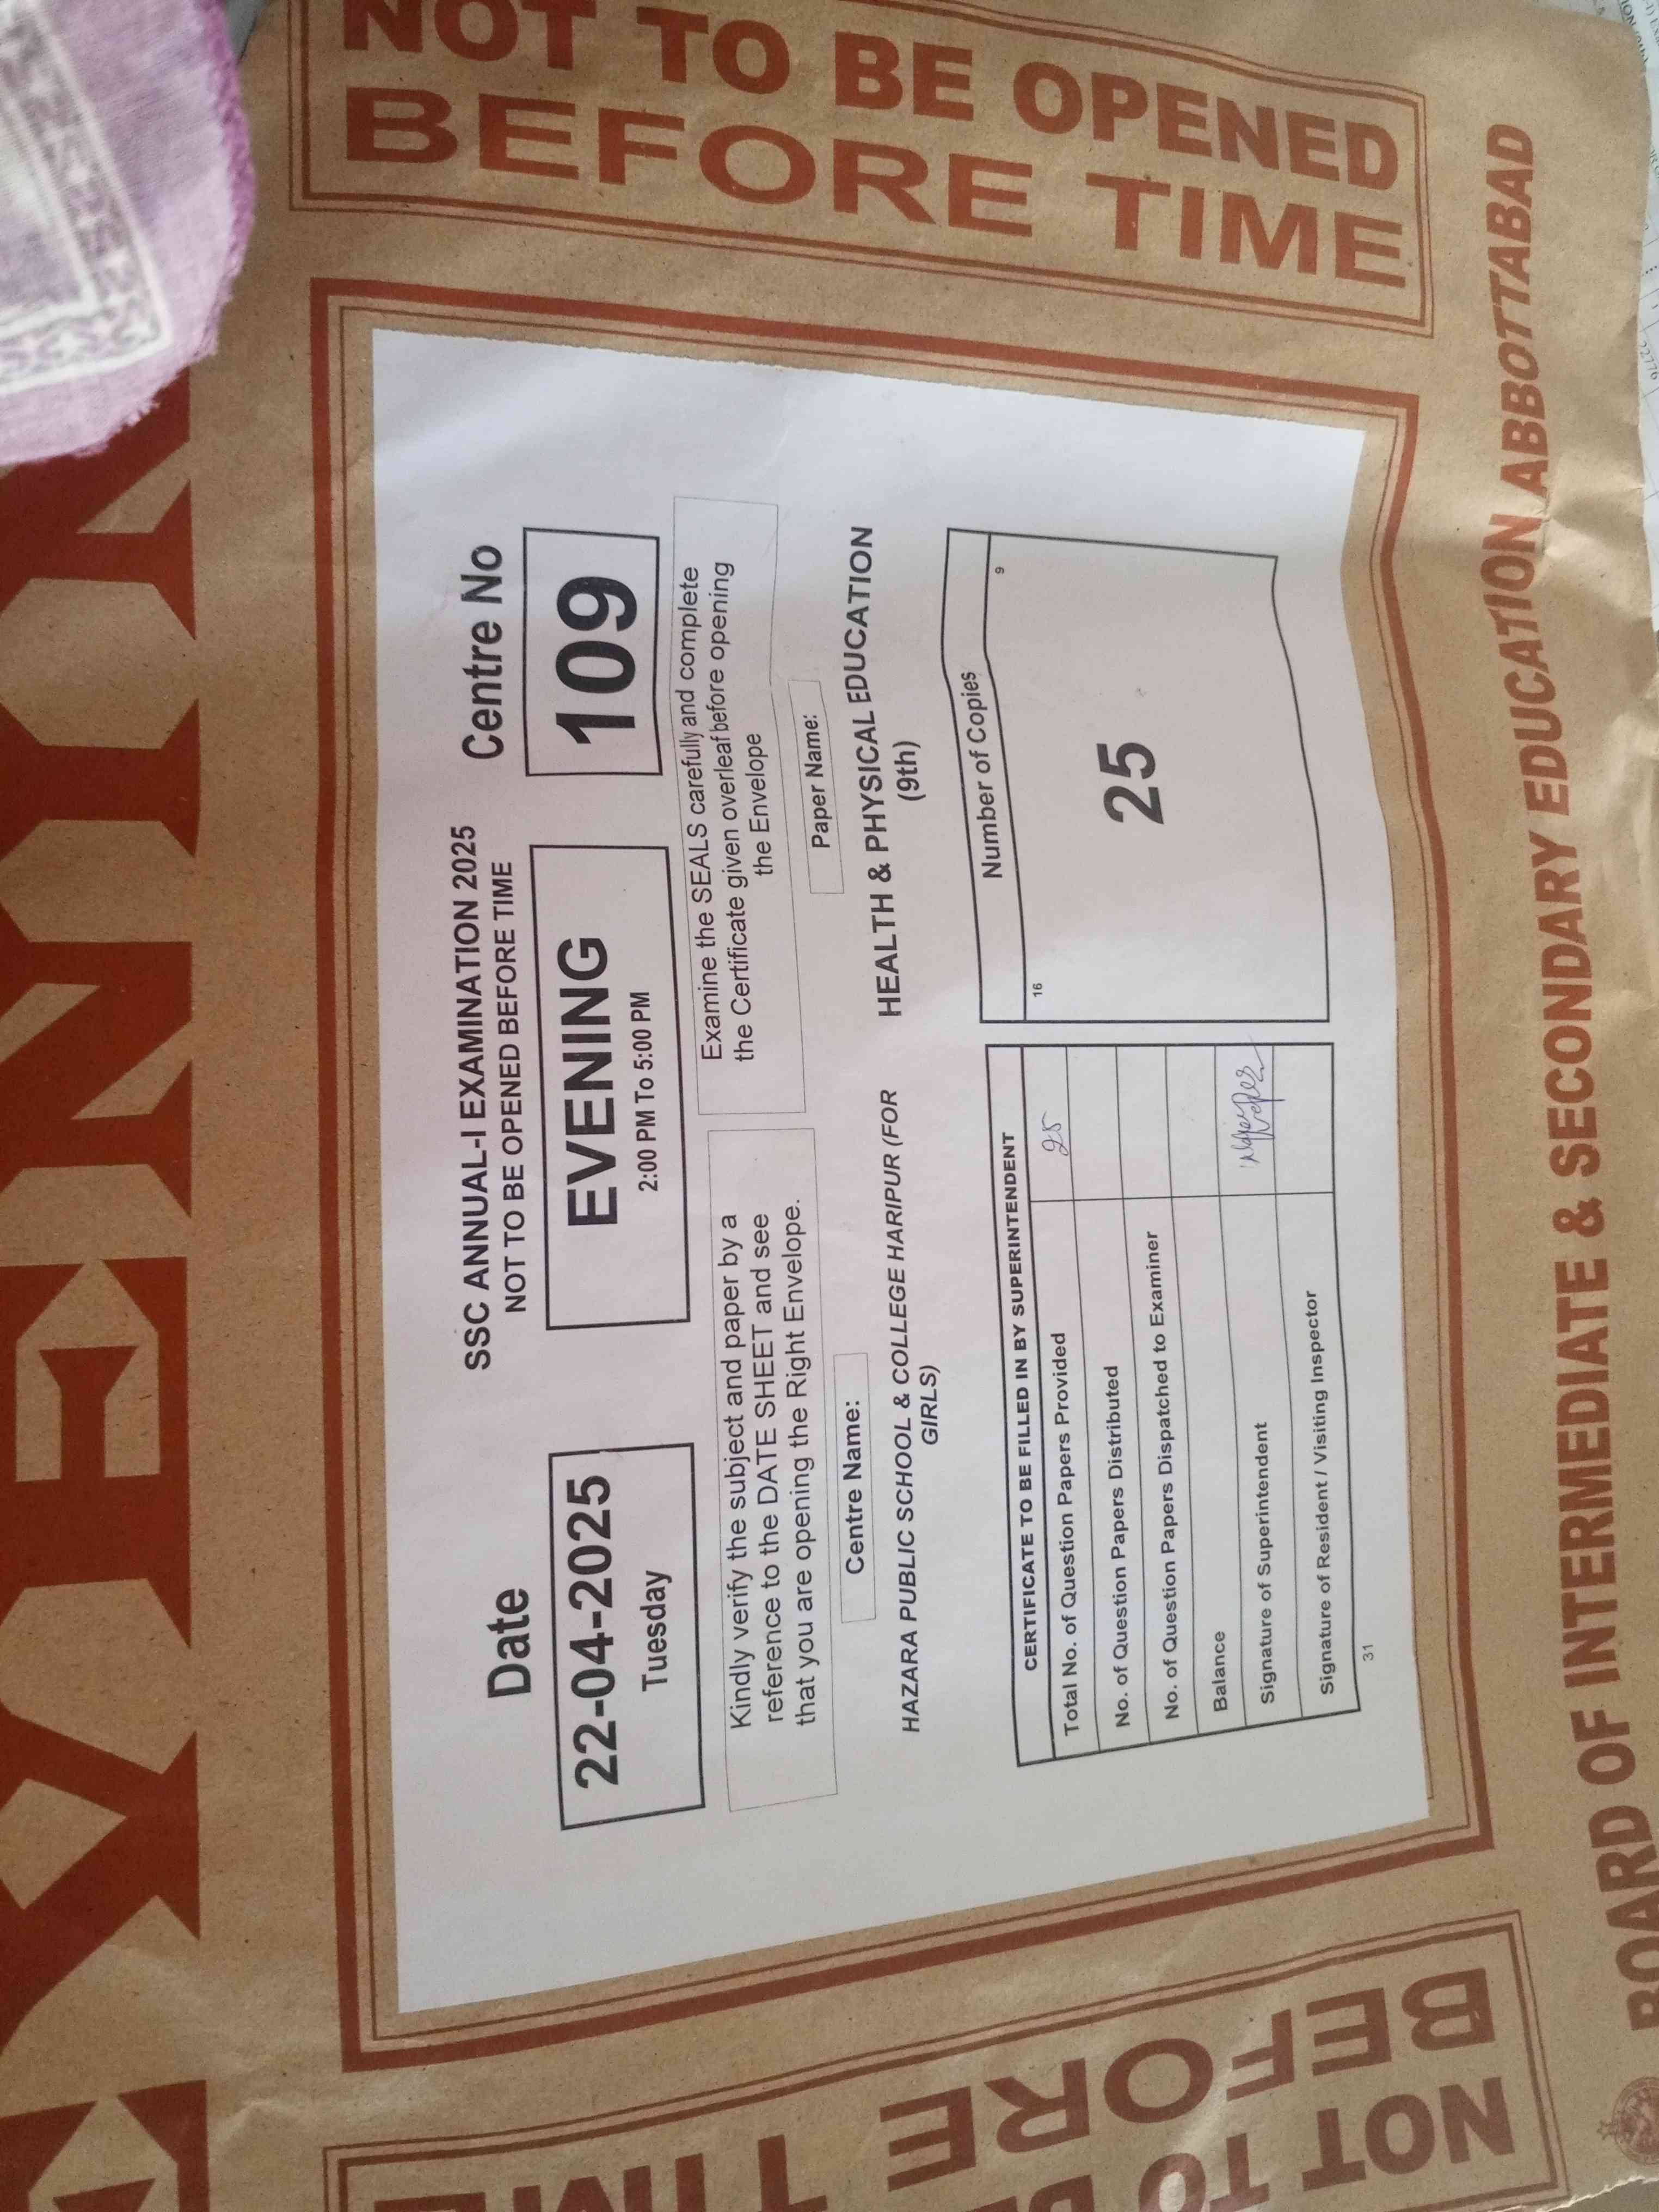 EVENING
NOT TO BE OPENED
BEFORE TIME
SSC ANNUAL-I EXAMINATION 2025
NOT TO BE OPENED BEFORE TIME
Date
22-04-2025
Tuesday
EVENING
2:00 PM To 5:00 PM
Centre No
109
Kindly verify the subject and paper by a
reference to the DATE SHEET and see
that you are opening the Right Envelope.
Examine the SEALS carefully and complete
the Certificate given overleaf before opening
the Envelope
Centre Name:
HAZARA PUBLIC SCHOOL & COLLEGE HARIPUR (FOR
GIRLS)
Paper Name:
HEALTH & PHYSICAL EDUCATION
(9th)
CERTIFICATE TO BE FILLED IN BY SUPERINTENDENT
Total No. of Question Papers Provided 25
No. of Question Papers Distributed
No. of Question Papers Dispatched to Examiner
Balance
Signature of Superintendent
Signature of Resident / Visiting Inspector
31
Number of Copies
16 9
25
NOT TO BE
BEFORE TIME
BOARD OF INTERMEDIATE & SECONDARY EDUCATION ABBOTTABAD